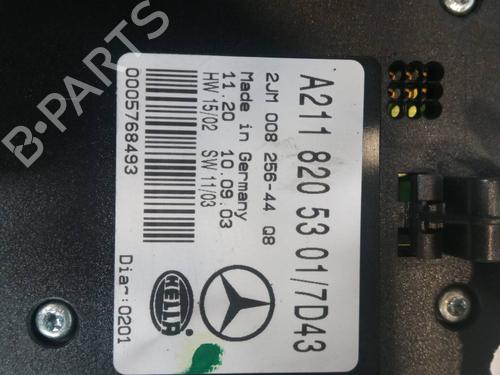 A211 820 53 01/7D43
2JM 008 256-44 Q8
Made in Germany
11.20 10.09.03
HW 15/02 SW 11/03
0005768493
Dia~:0201
HELLA
B-PARTS